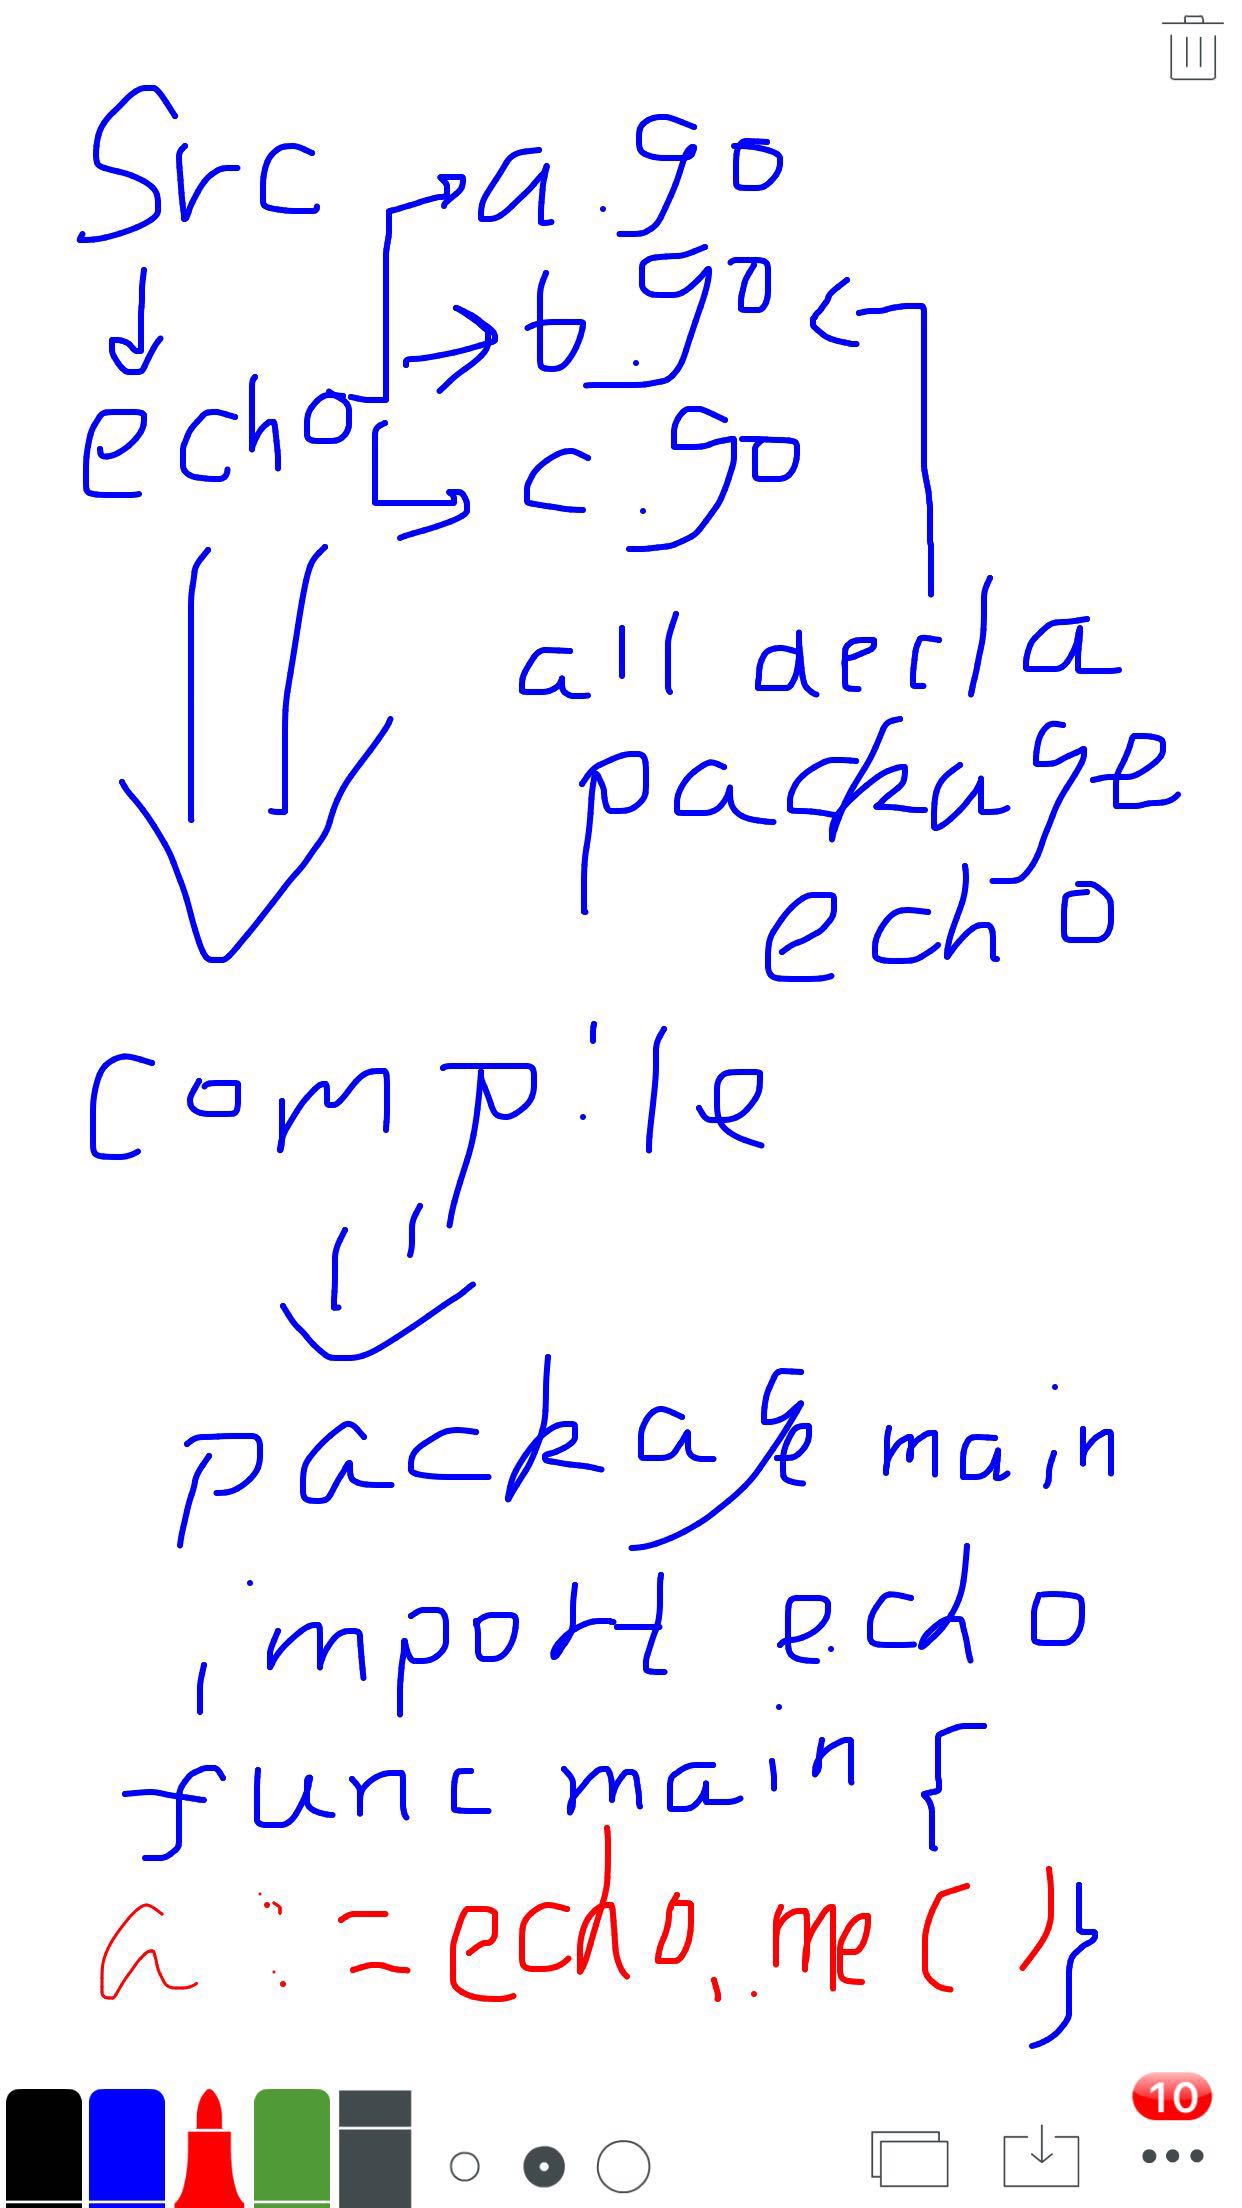 Src
a.go
b.go
echo
c.go
all decla
package
echo
compile
package main
import echo
func main {
a := echo.me()}
10